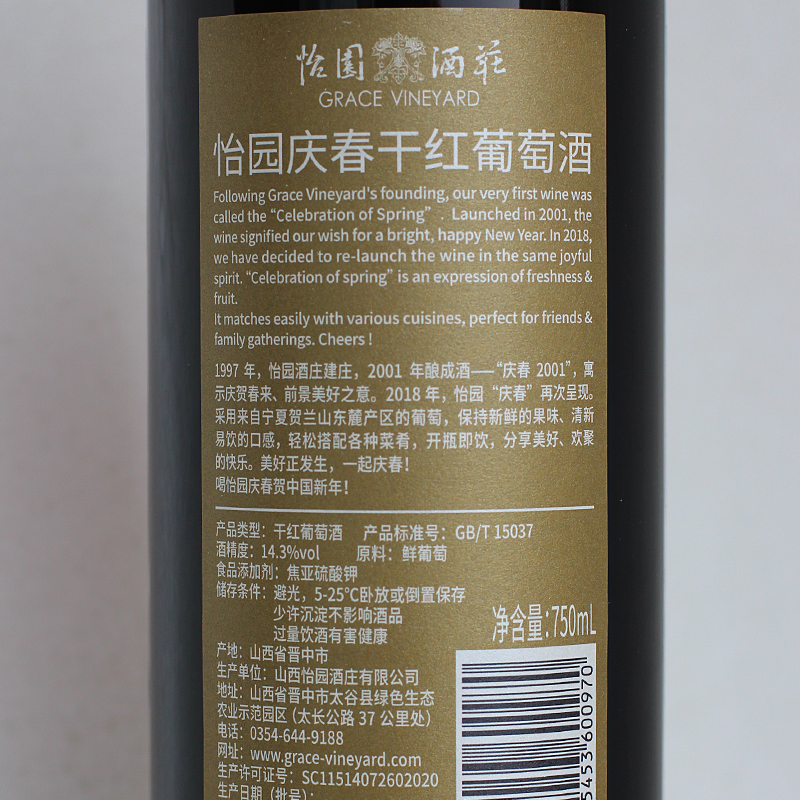 怡園酒莊
GRACE VINEYARD
怡园庆春干红葡萄酒
Following Grace Vineyard's founding, our very first wine was
called the “Celebration of Spring” . Launched in 2001, the
wine signified our wish for a bright, happy New Year. In 2018,
we have decided to re-launch the wine in the same joyful
spirit. “Celebration of spring” is an expression of freshness &
fruit.
It matches easily with various cuisines, perfect for friends &
family gatherings. Cheers !
1997 年，怡园酒庄建庄，2001 年酿成酒——“庆春 2001”，寓
示庆贺春来、前景美好之意。2018 年，怡园“庆春”再次呈现。
采用来自宁夏贺兰山东麓产区的葡萄，保持新鲜的果味、清新
易饮的口感，轻松搭配各种菜肴，开瓶即饮，分享美好、欢聚
的快乐。美好正发生，一起庆春！
喝怡园庆春贺中国新年！
产品类型：干红葡萄酒 产品标准号：GB/T 15037
酒精度：14.3%vol 原料：鲜葡萄
食品添加剂：焦亚硫酸钾
储存条件：避光，5-25°C卧放或倒置保存
少许沉淀不影响酒品
过量饮酒有害健康
净含量:750mL
产地：山西省晋中市
生产单位：山西怡园酒庄有限公司
地址：山西省晋中市太谷县绿色生态
农业示范园区（太长公路 37 公里处）
电话：0354-644-9188
网址：www.grace-vineyard.com
生产许可证号：SC11514072602020
生产日期（批号）：
5453600970